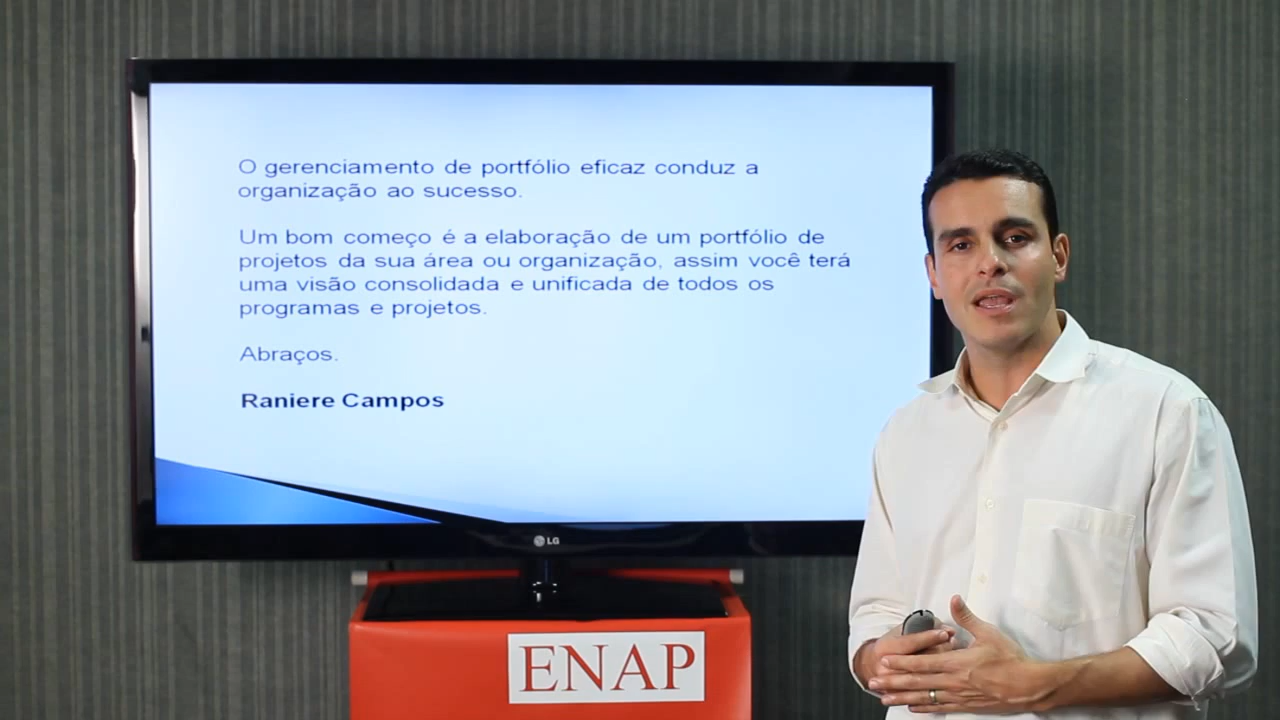 O gerenciamento de portfólio eficaz conduz a
organização ao sucesso.
Um bom começo é a elaboração de um portfólio de
projetos da sua área ou organização, assim você terá
uma visão consolidada e unificada de todos os
programas e projetos.
Abraços.
Raniere Campos
LG
ENAP